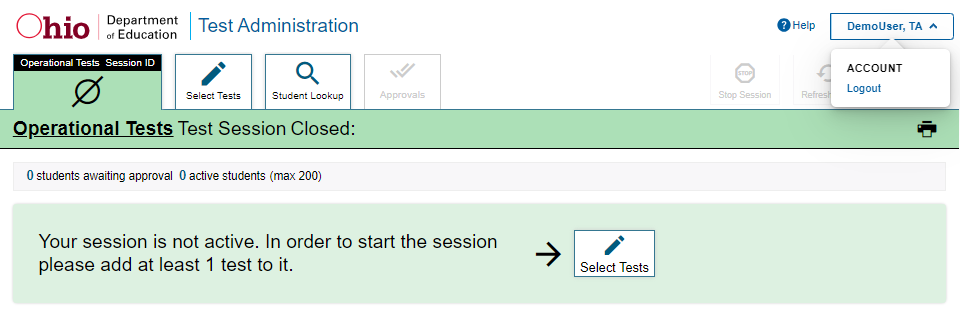 Ohio Department of Education Test Administration
Help
DemoUser, TA
ACCOUNT
Logout
Operational Tests Session ID
Select Tests
Student Lookup
Approvals
Stop Session
STOP
Refresh
Operational Tests Test Session Closed:
0 students awaiting approval 0 active students (max 200)
Your session is not active. In order to start the session
please add at least 1 test to it.
Select Tests